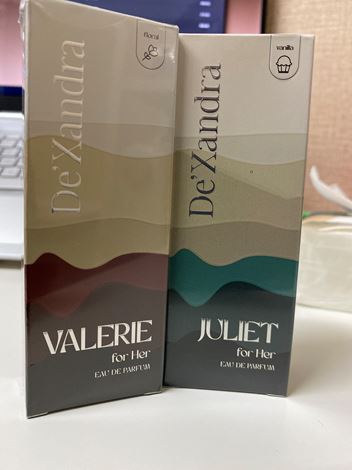 floral
De'Xandra
VALERIE
for Her
EAU DE PARFUM
vanilla
De'Xandra
JULIET
for Her
EAU DE PARFUM